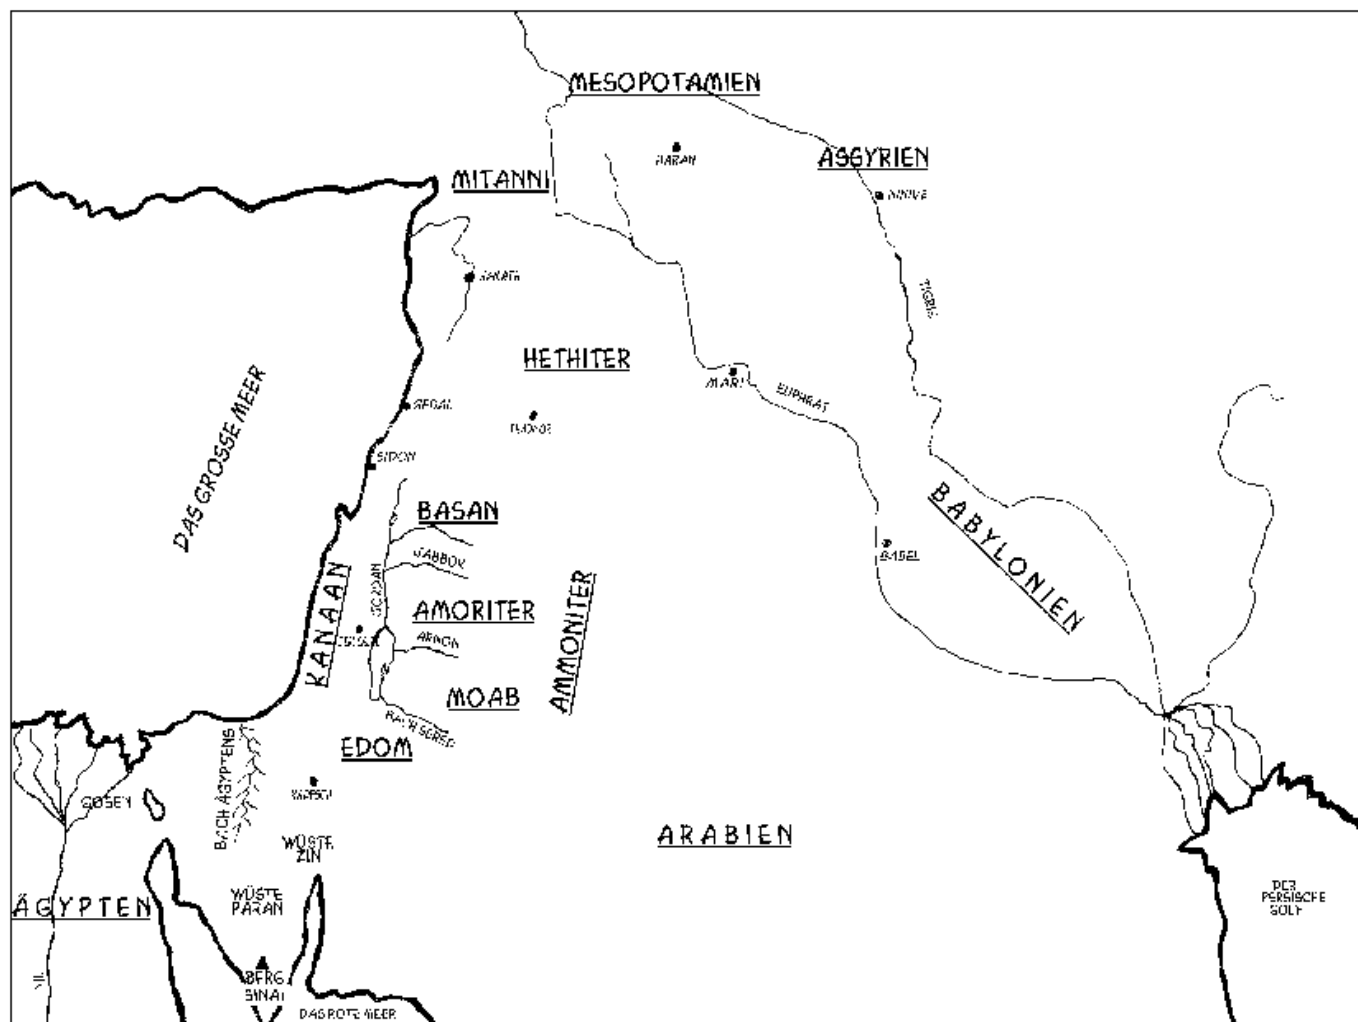 MESOPOTAMIEN
HARAN
ASSYRIEN
MITANNI
NINIVE
TIGRIS
HETHITER
DAS GROSSE MEER
MARI
EUPHRAT
GEBAL
SIDON
BASAN
BABYLONIEN
JABBOK
BABEL
KANAAN
JORDAN
AMORITER
AMMONITER
ARNON
MOAB
BACH SERED
EDOM
BACH ÄGYPTENS
KADESCH
GOSEN
WÜSTE
ZIN
ARABIEN
WÜSTE
PARAN
ÄGYPTEN
DER
PERSISCHE
GOLF
NIL
BERG
SINAI
DAS ROTE MEER